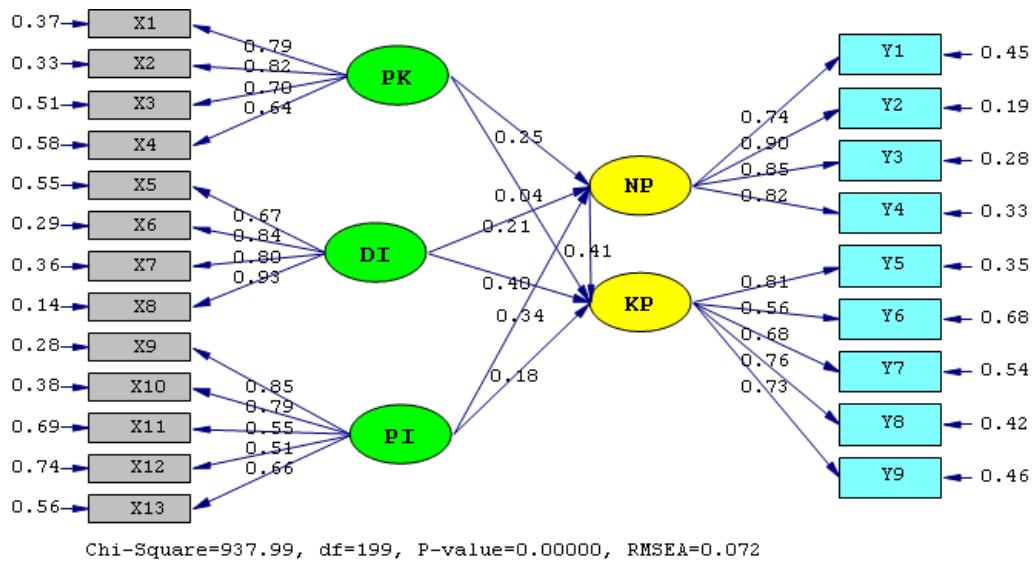 0.37 X1
0.33 X2
0.51 X3
0.58 X4
0.55 X5
0.29 X6
0.36 X7
0.14 X8
0.28 X9
0.38 X10
0.69 X11
0.74 X12
0.56 X13
0.79
0.82
0.70
0.64
0.67
0.84
0.80
0.93
0.85
0.79
0.55
0.51
0.66
PK
DI
PI
0.25
0.04
0.21
0.41
0.40
0.34
0.18
NP
KP
0.74
0.90
0.85
0.82
0.81
0.56
0.68
0.76
0.73
Y1 0.45
Y2 0.19
Y3 0.28
Y4 0.33
Y5 0.35
Y6 0.68
Y7 0.54
Y8 0.42
Y9 0.46
Chi-Square=937.99, df=199, P-value=0.00000, RMSEA=0.072